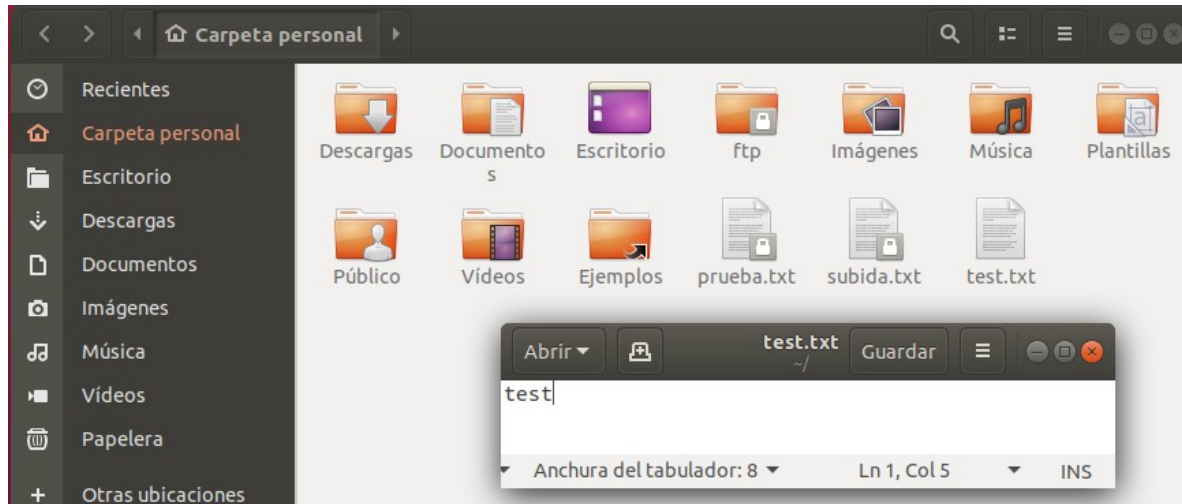 Carpeta personal
Recientes
Carpeta personal
Escritorio
Descargas
Documentos
Imágenes
Música
Vídeos
Papelera
Otras ubicaciones
Descargas
Documento
s
Escritorio
ftp
Imágenes
Música
Plantillas
Público
Vídeos
Ejemplos
prueba.txt
subida.txt
test.txt
Abrir
test.txt
~/
Guardar
test
Anchura del tabulador: 8
Ln 1, Col 5
INS